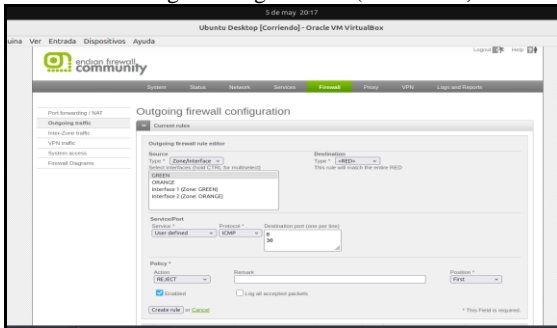 5 de may 20:17
Ubuntu Desktop [Corriendo] - Oracle VM VirtualBox
uina Ver Entrada Dispositivos Ayuda
Logout Help
endian firewall
community
System Status Network Services Firewall Proxy VPN Logs and Reports
Port forwarding / NAT
Outgoing traffic
Inter-Zone traffic
VPN traffic
System access
Firewall Diagrams
Outgoing firewall configuration
Current rules
Outgoing firewall rule editor
Source Destination
Type * Zone/Interface Type * <RED>
Select interfaces (hold CTRL for multiselect) This rule will match the entire RED
GREEN
ORANGE
Interface 1 (Zone: GREEN)
Interface 2 (Zone: ORANGE)
Service/Port
Service * Protocol * Destination port (one per line)
User defined ICMP 8
30
Policy *
Action Remark Position *
REJECT First
Enabled Log all accepted packets
Create rule or Cancel * This Field is required.